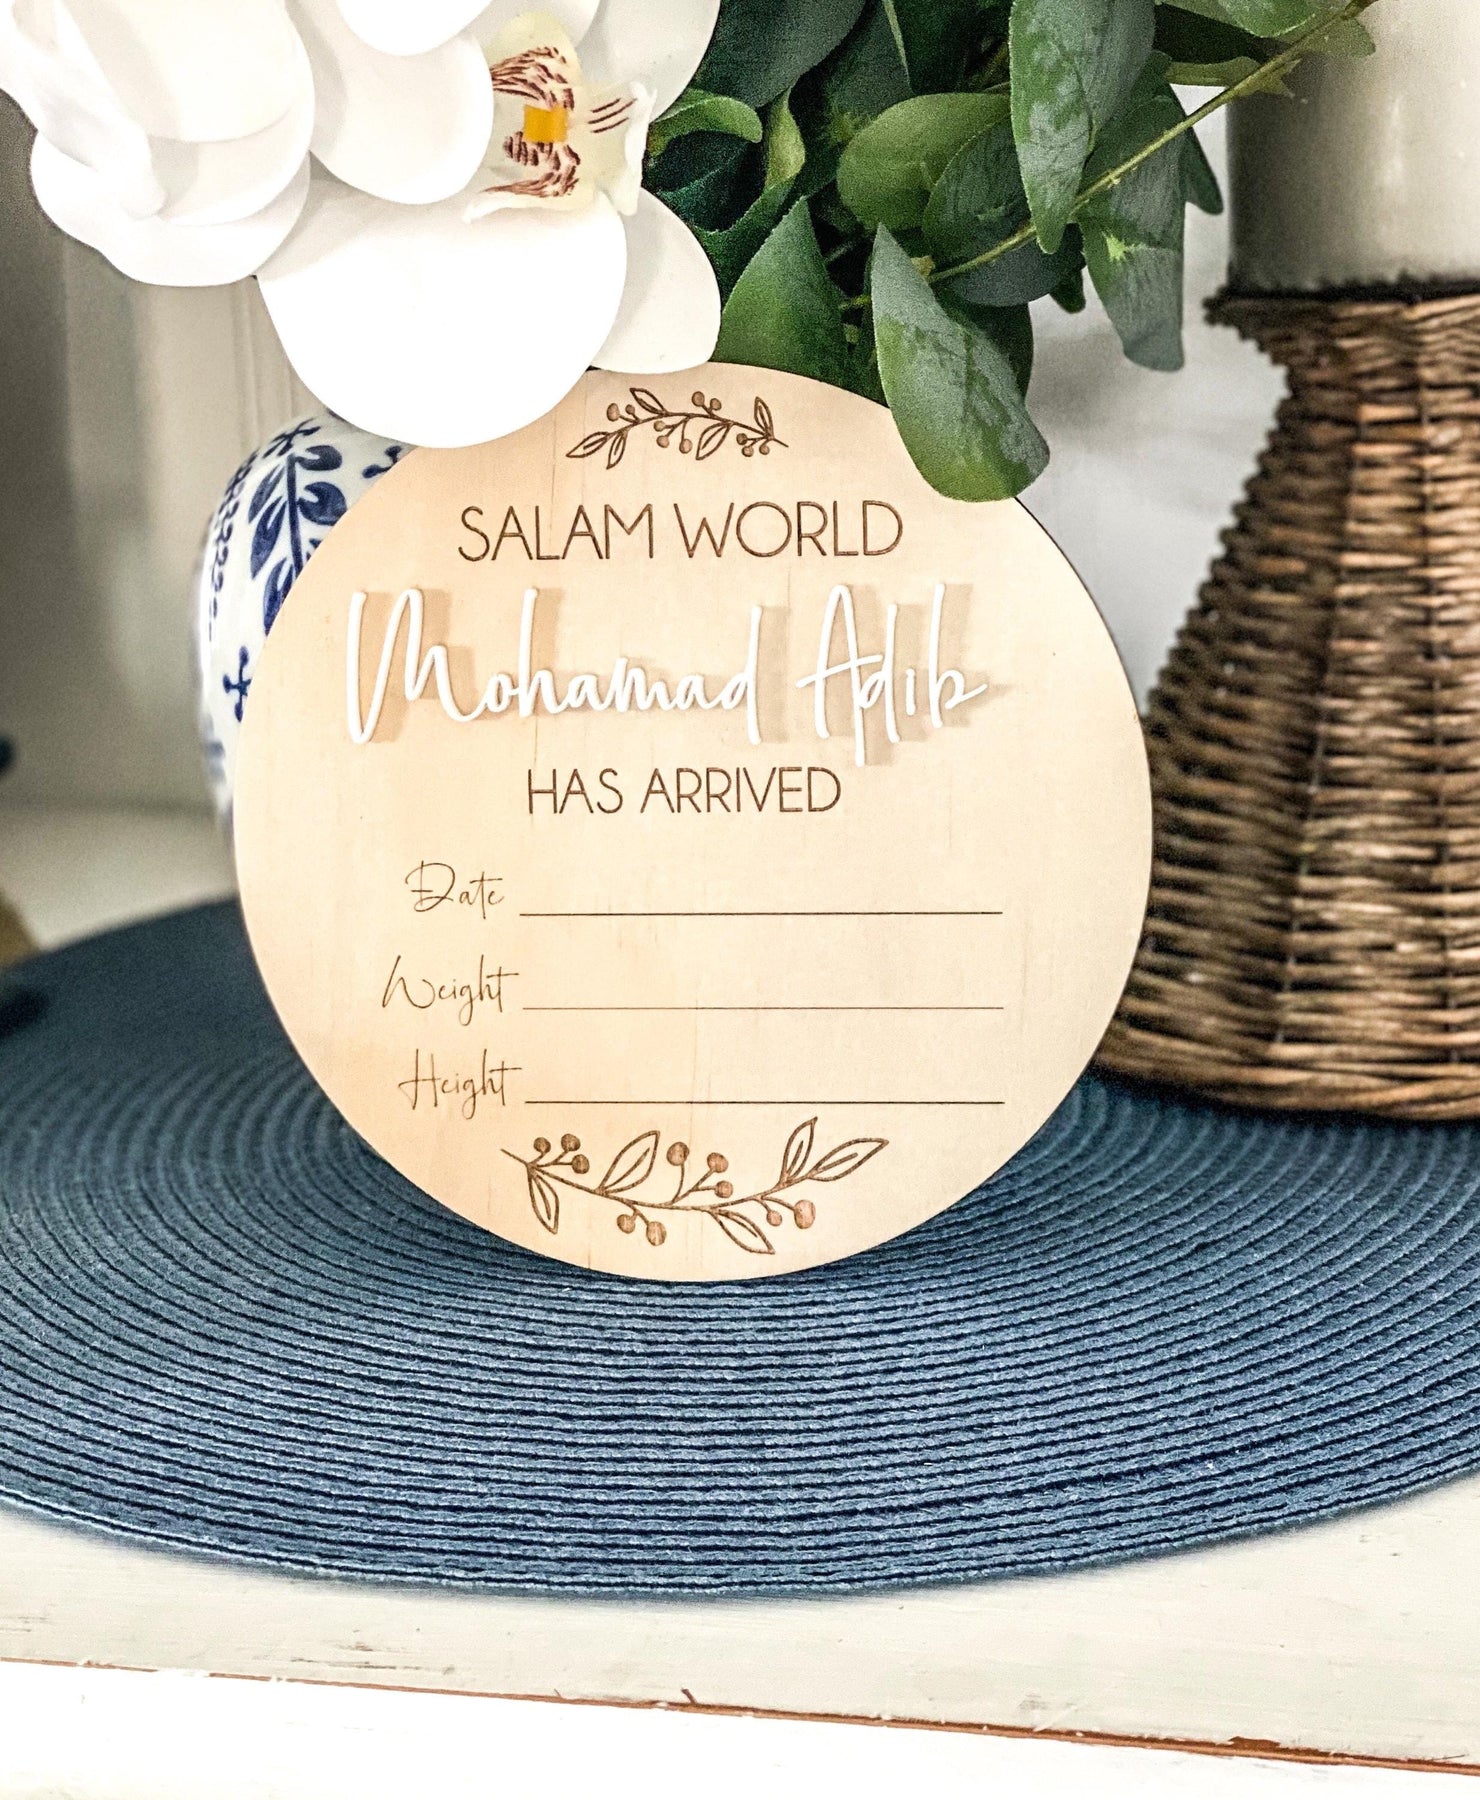 SALAM WORLD
Mohamad Adib
HAS ARRIVED
Date
Weight
Height